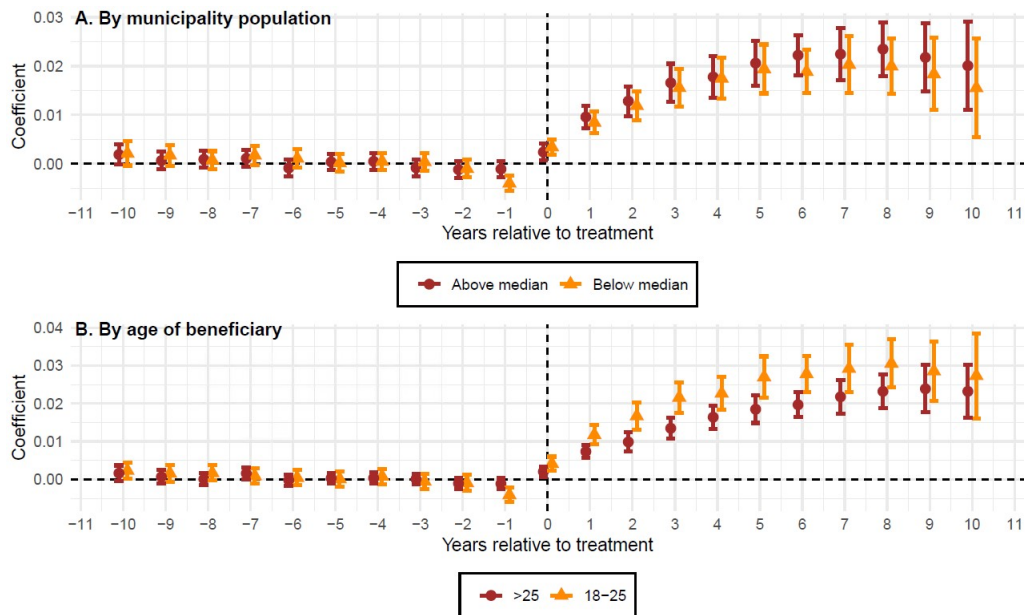 A. By municipality population
Coefficient
0.03
0.02
0.01
0.00
−11 −10 −9 −8 −7 −6 −5 −4 −3 −2 −1 0 1 2 3 4 5 6 7 8 9 10 11
Years relative to treatment
Above median Below median
B. By age of beneficiary
Coefficient
0.04
0.03
0.02
0.01
0.00
−11 −10 −9 −8 −7 −6 −5 −4 −3 −2 −1 0 1 2 3 4 5 6 7 8 9 10 11
Years relative to treatment
>25 18−25